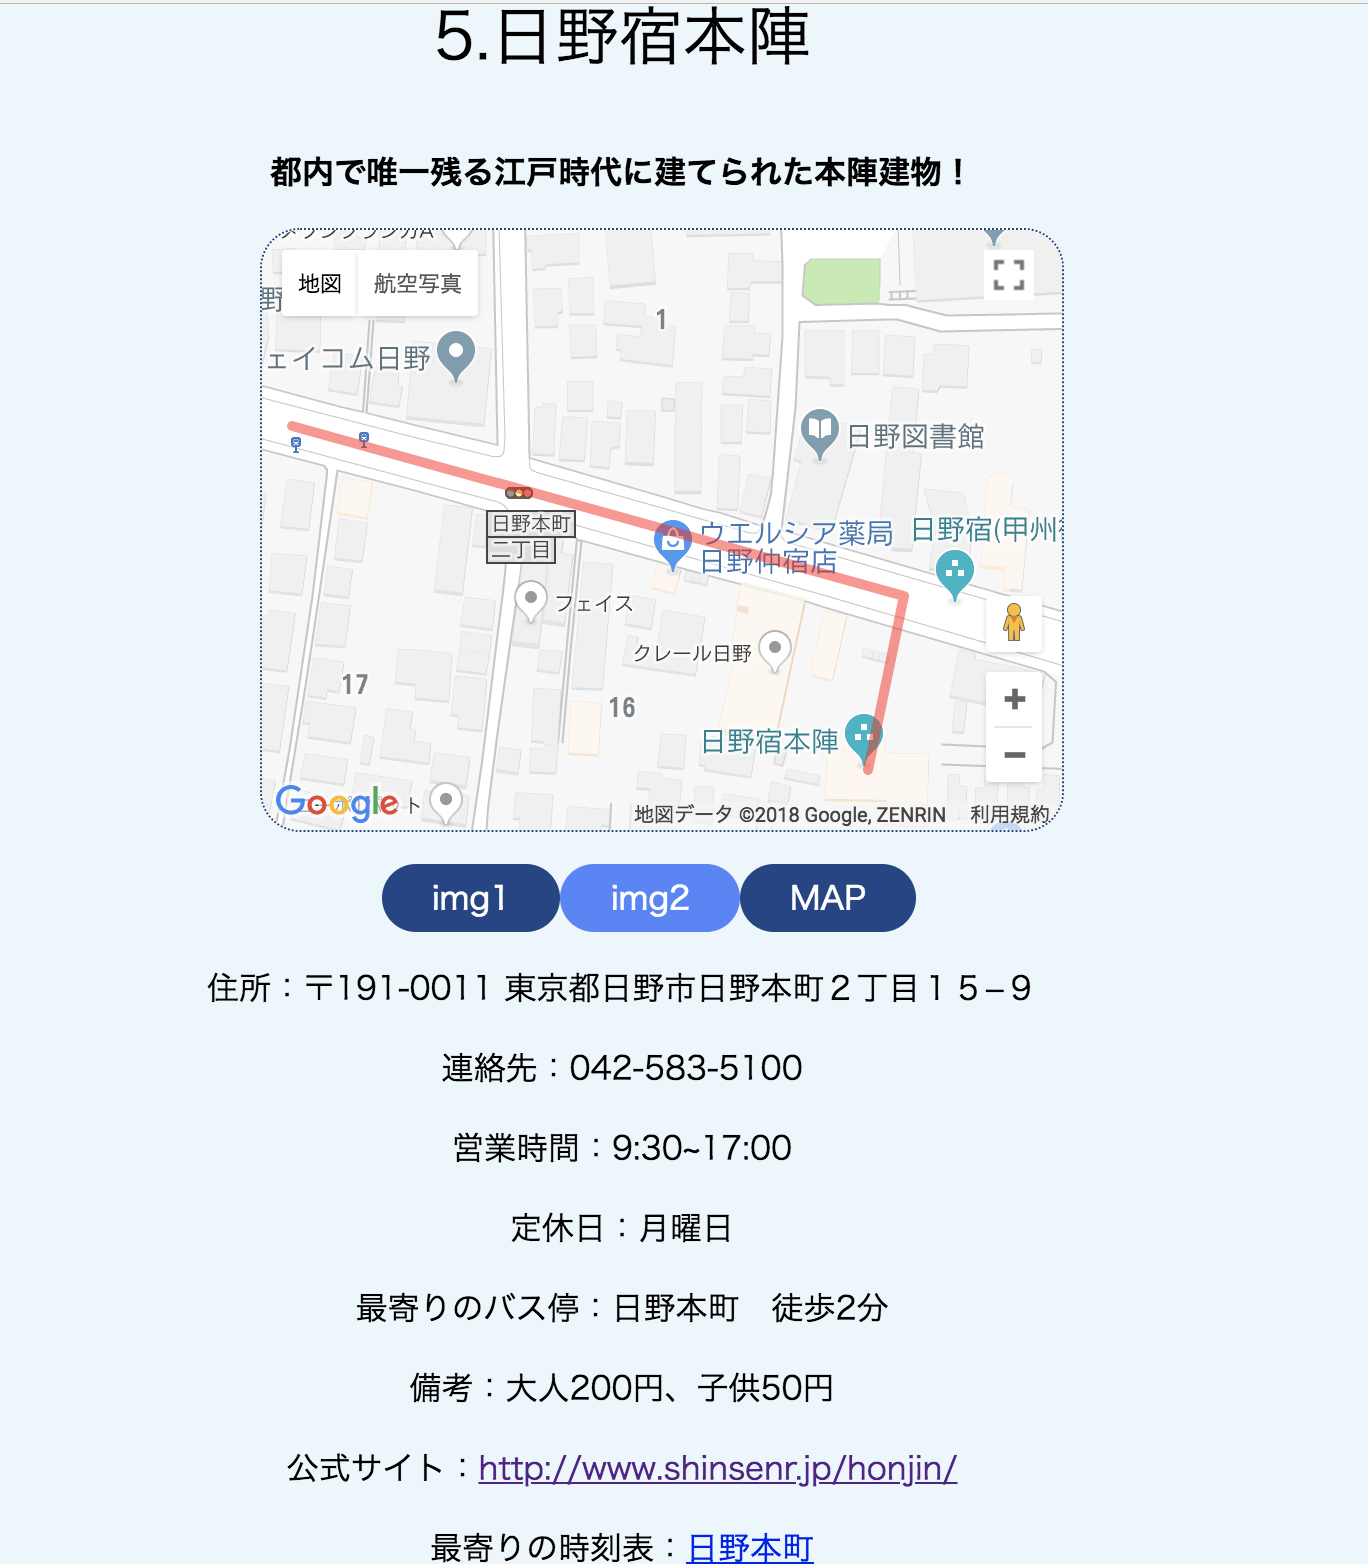 5.日野宿本陣
都内で唯一残る江戸時代に建てられた本陣建物！
地図 航空写真
野
1
ェイコム日野
日野図書館
日野本町
二丁目
ウエルシア薬局
日野仲宿店
日野宿(甲州
フェイス
クレール日野
17
16
日野宿本陣
Google
ト
地図データ ©2018 Google, ZENRIN 利用規約
img1 img2 MAP
住所：〒191-0011 東京都日野市日野本町２丁目１５−９
連絡先：042-583-5100
営業時間：9:30~17:00
定休日：月曜日
最寄りのバス停：日野本町　徒歩2分
備考：大人200円、子供50円
公式サイト：http://www.shinsenr.jp/honjin/
最寄りの時刻表：日野本町